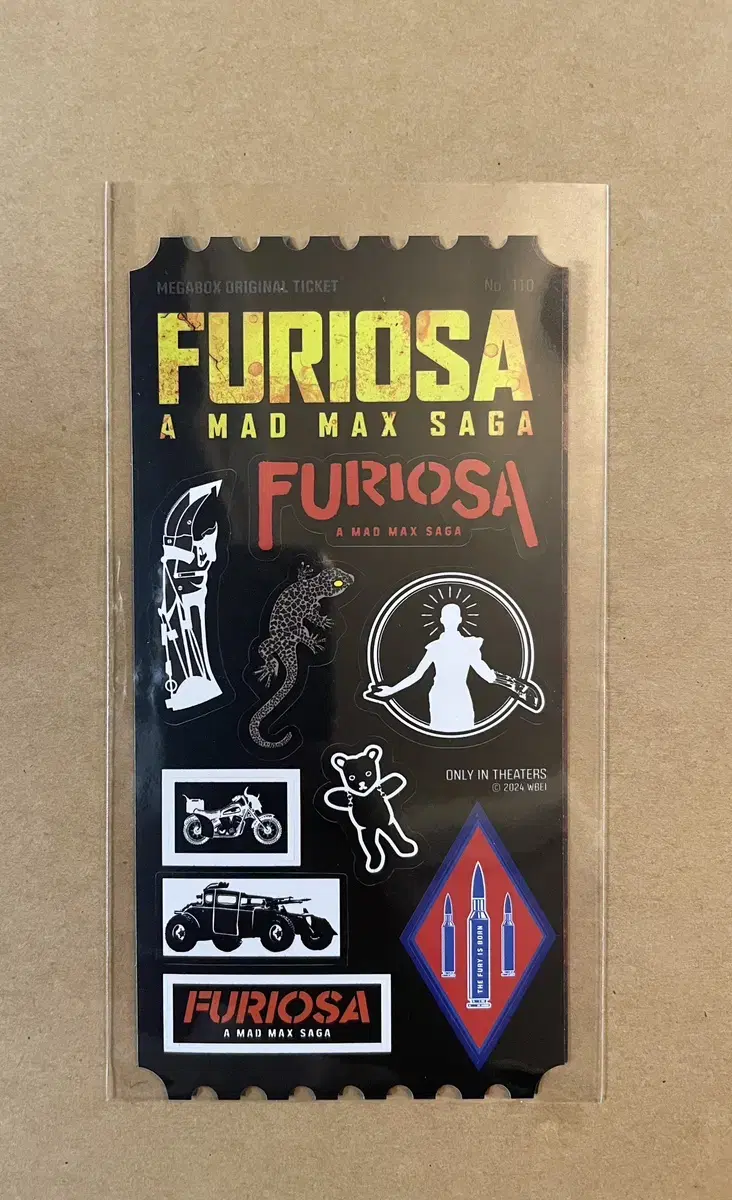 MEGABOX ORIGINAL TICKET
No. 110
FURIOSA
A MAD MAX SAGA
FURIOSA
A MAD MAX SAGA
ONLY IN THEATERS
© 2024 WBEI
THE FURY IS BORN
FURIOSA
A MAD MAX SAGA